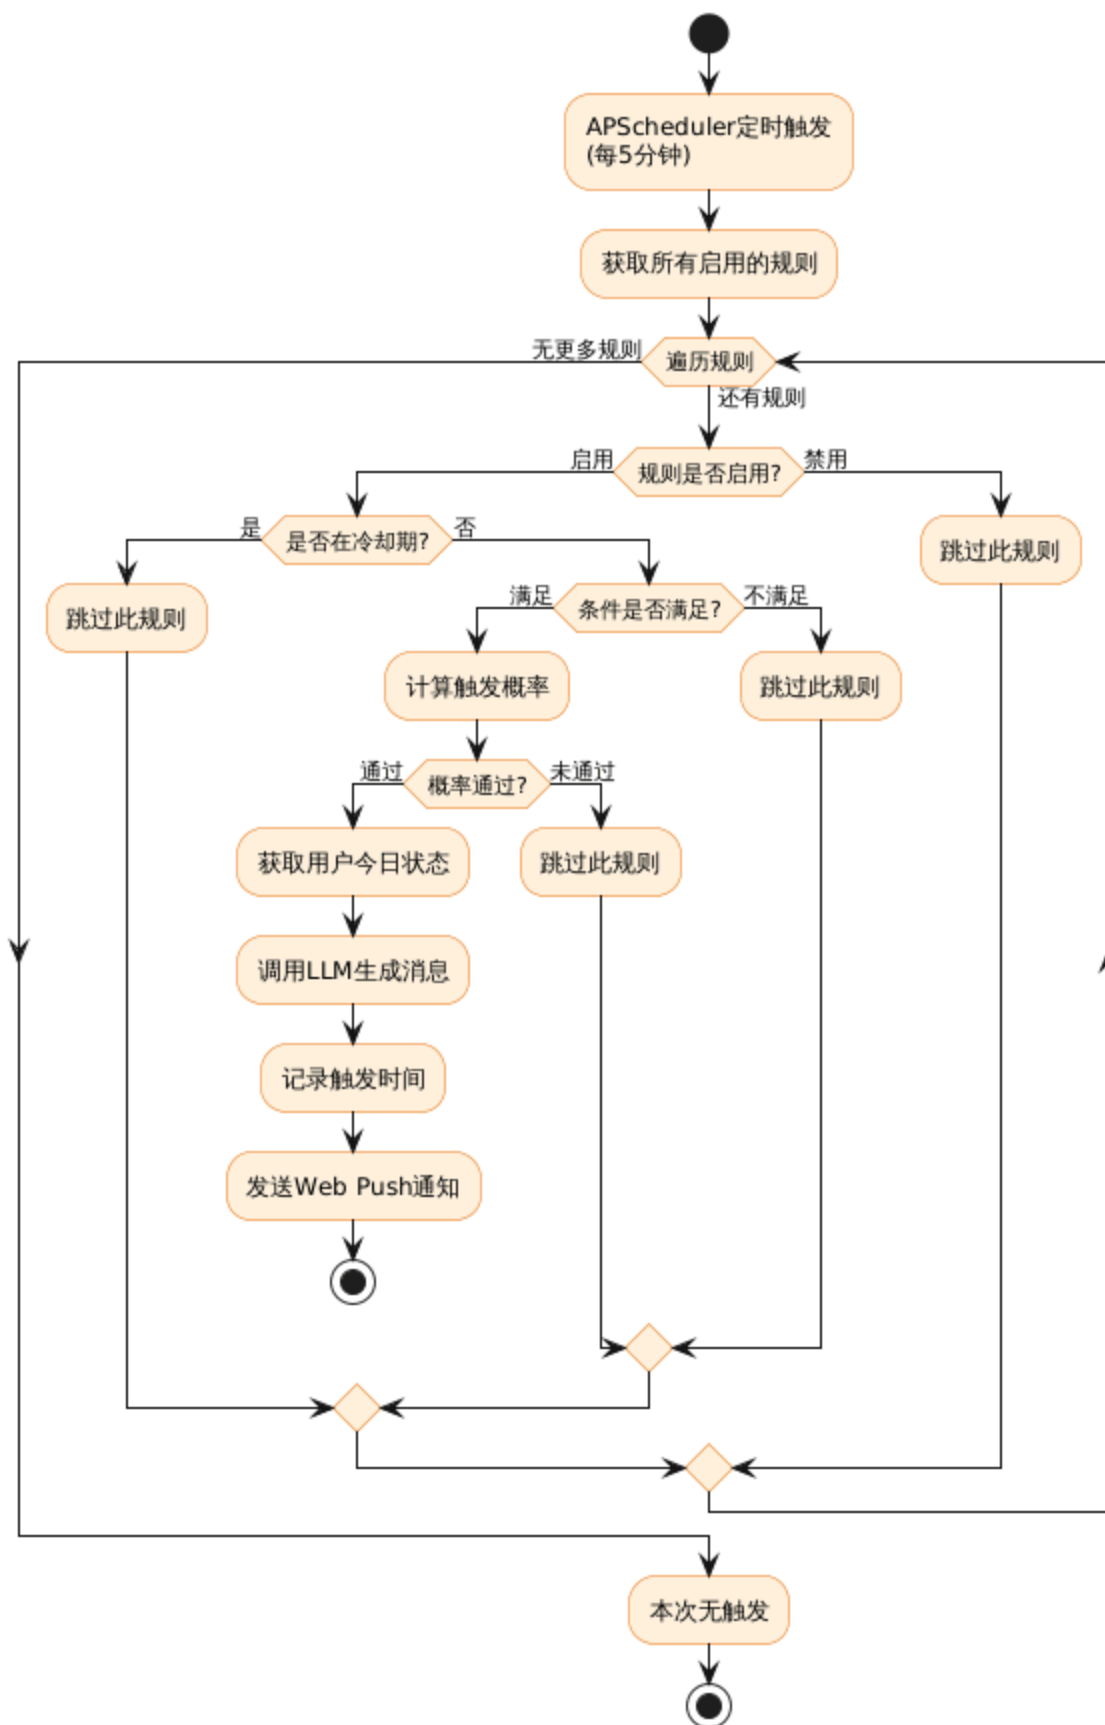 APScheduler定时触发
(每5分钟)
获取所有启用的规则
无更多规则
遍历规则
还有规则
启用
规则是否启用?
禁用
是
是否在冷却期?
否
跳过此规则
满足
条件是否满足?
不满足
跳过此规则
计算触发概率
跳过此规则
通过
概率通过?
未通过
获取用户今日状态
跳过此规则
调用LLM生成消息
记录触发时间
发送Web Push通知
本次无触发